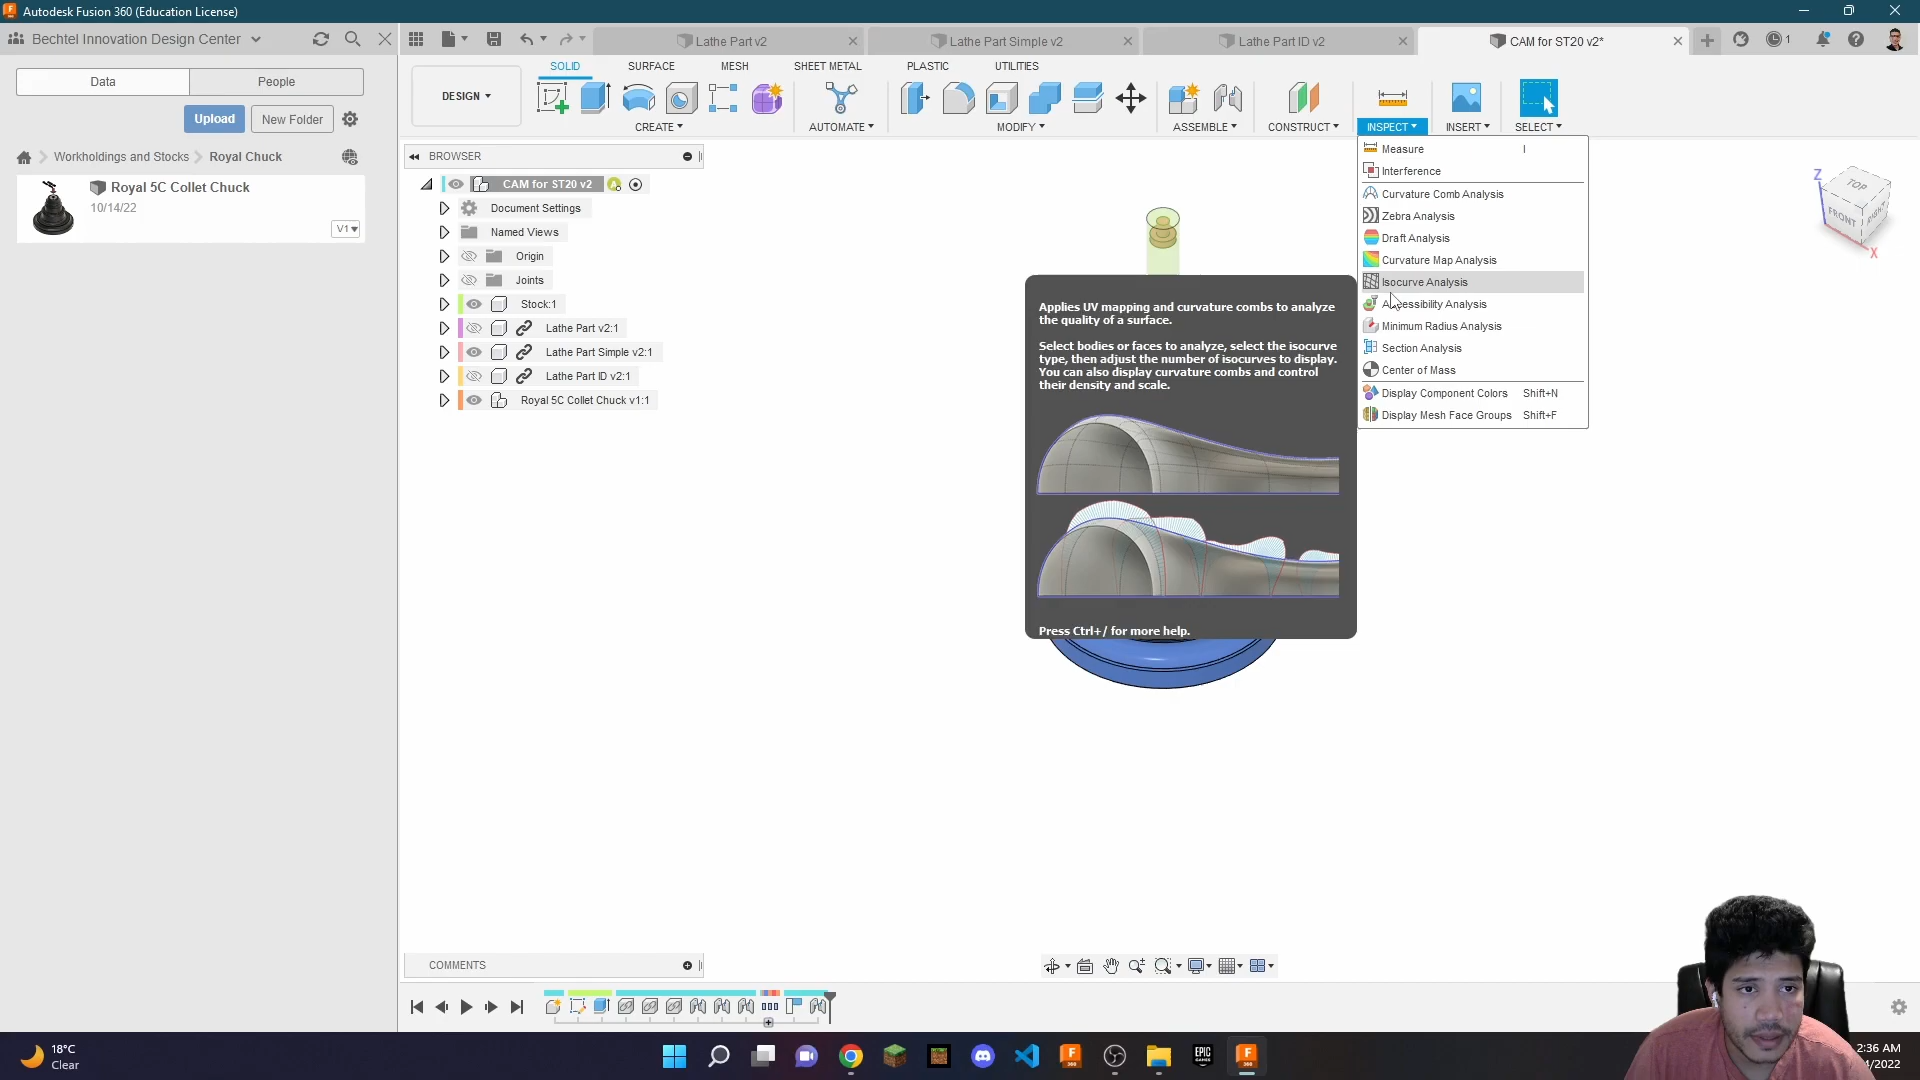 Autodesk Fusion 360 (Education License)
Bechtel Innovation Design Center
Data
People
Upload
New Folder
Workholdings and Stocks
Royal Chuck
Royal 5C Collet Chuck
10/14/22
V1
Lathe Part v2
Lathe Part Simple v2
Lathe Part ID v2
CAM for ST20 v2*
1
SOLID
SURFACE
MESH
SHEET METAL
PLASTIC
UTILITIES
DESIGN
CREATE
AUTOMATE
MODIFY
ASSEMBLE
CONSTRUCT
INSPECT
INSERT
SELECT
BROWSER
CAM for ST20 v2
Document Settings
Named Views
Origin
Joints
Stock:1
Lathe Part v2:1
Lathe Part Simple v2:1
Lathe Part ID v2:1
Royal 5C Collet Chuck v1:1
Measure I
Interference
Curvature Comb Analysis
Zebra Analysis
Draft Analysis
Curvature Map Analysis
Isocurve Analysis
Accessibility Analysis
Minimum Radius Analysis
Section Analysis
Center of Mass
Display Component Colors Shift+N
Display Mesh Face Groups Shift+F
Applies UV mapping and curvature combs to analyze
the quality of a surface.
Select bodies or faces to analyze, select the isocurve
type, then adjust the number of isocurves to display.
You can also display curvature combs and control
their density and scale.
Press Ctrl+/ for more help.
Z
TOP
FRONT
RIGHT
X
COMMENTS
18°C
Clear
EPIC
GAMES
2:36 AM
4/2022